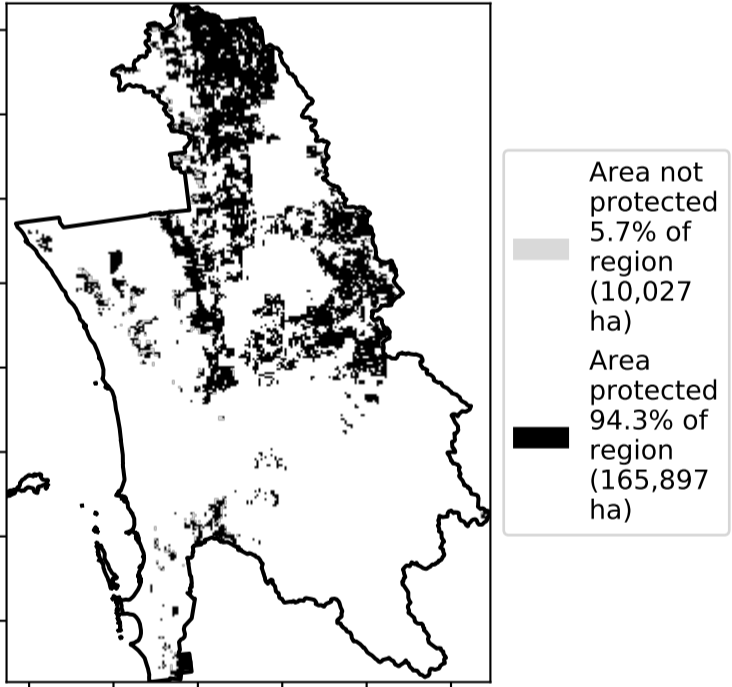 Area not
protected
5.7% of
region
(10,027
ha)
Area
protected
94.3% of
region
(165,897
ha)